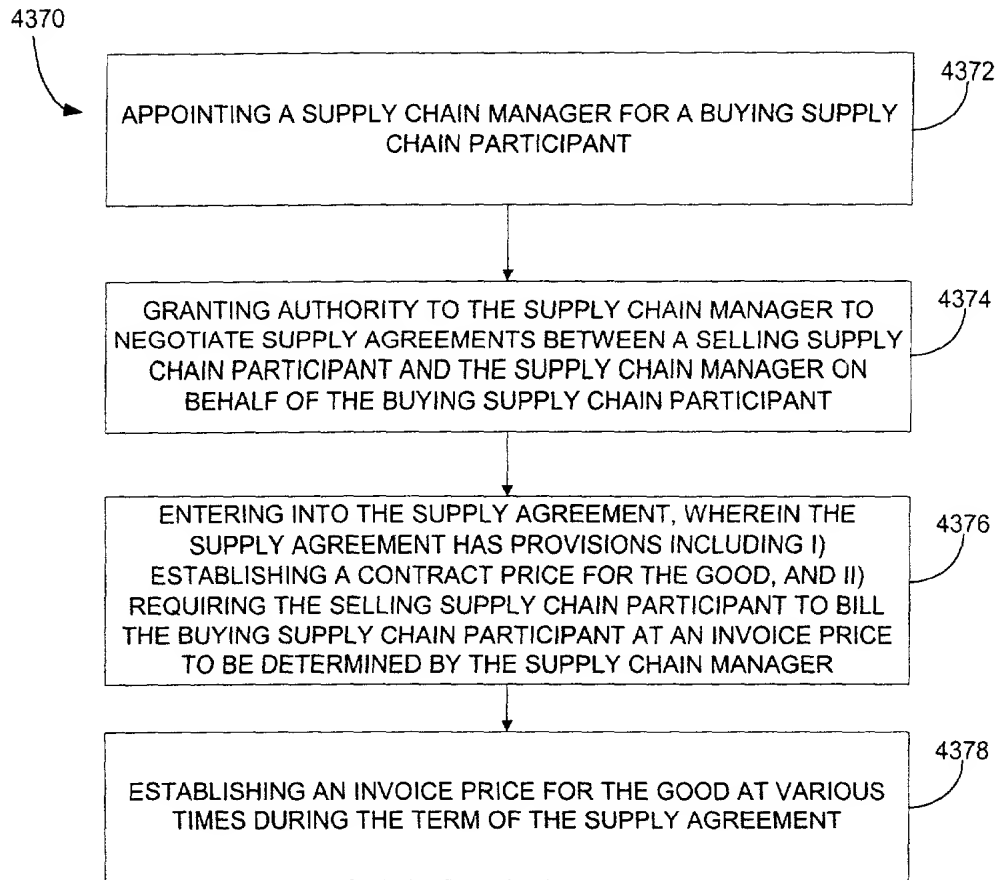 4370
4372
APPOINTING A SUPPLY CHAIN MANAGER FOR A BUYING SUPPLY
CHAIN PARTICIPANT
4374
GRANTING AUTHORITY TO THE SUPPLY CHAIN MANAGER TO
NEGOTIATE SUPPLY AGREEMENTS BETWEEN A SELLING SUPPLY
CHAIN PARTICIPANT AND THE SUPPLY CHAIN MANAGER ON
BEHALF OF THE BUYING SUPPLY CHAIN PARTICIPANT
4376
ENTERING INTO THE SUPPLY AGREEMENT, WHEREIN THE
SUPPLY AGREEMENT HAS PROVISIONS INCLUDING I)
ESTABLISHING A CONTRACT PRICE FOR THE GOOD, AND II)
REQUIRING THE SELLING SUPPLY CHAIN PARTICIPANT TO BILL
THE BUYING SUPPLY CHAIN PARTICIPANT AT AN INVOICE PRICE
TO BE DETERMINED BY THE SUPPLY CHAIN MANAGER
4378
ESTABLISHING AN INVOICE PRICE FOR THE GOOD AT VARIOUS
TIMES DURING THE TERM OF THE SUPPLY AGREEMENT